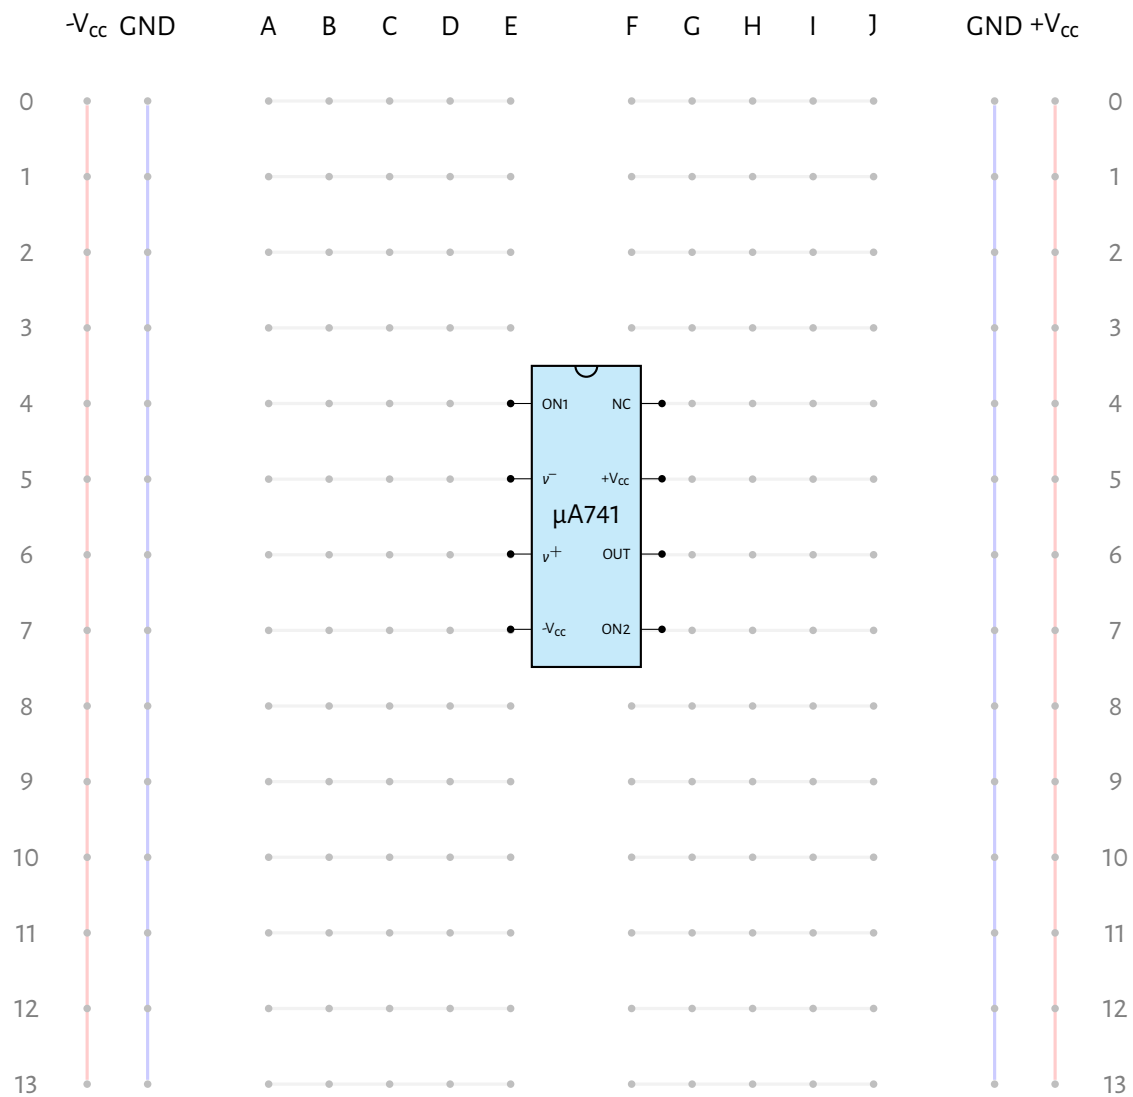 -Vcc GND A B C D E F G H I J GND +Vcc
0 0
1 1
2 2
3 3
4 ON1 NC 4
5 v− +Vcc 5
µA741
6 v+ OUT 6
7 -Vcc ON2 7
8 8
9 9
10 10
11 11
12 12
13 13